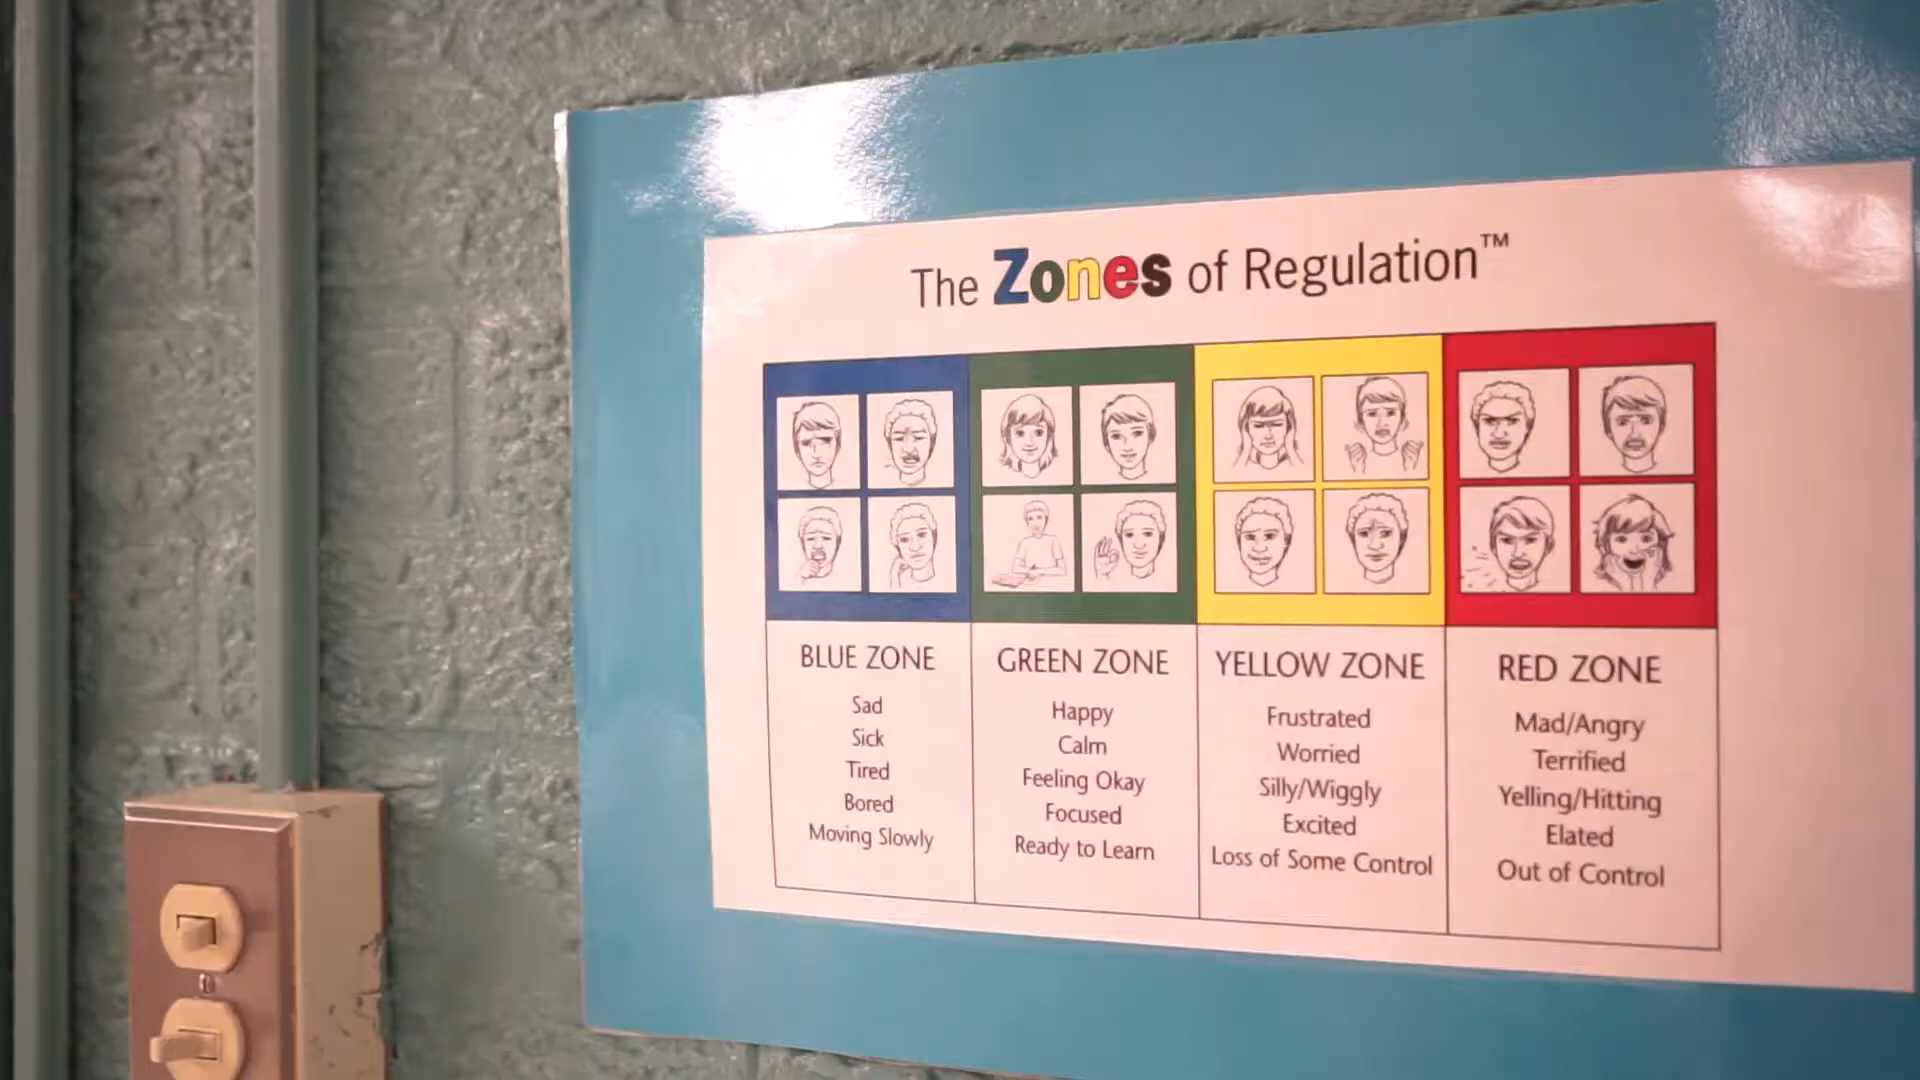 The Zones of Regulation™
BLUE ZONE
Sad
Sick
Tired
Bored
Moving Slowly
GREEN ZONE
Happy
Calm
Feeling Okay
Focused
Ready to Learn
YELLOW ZONE
Frustrated
Worried
Silly/Wiggly
Excited
Loss of Some Control
RED ZONE
Mad/Angry
Terrified
Yelling/Hitting
Elated
Out of Control